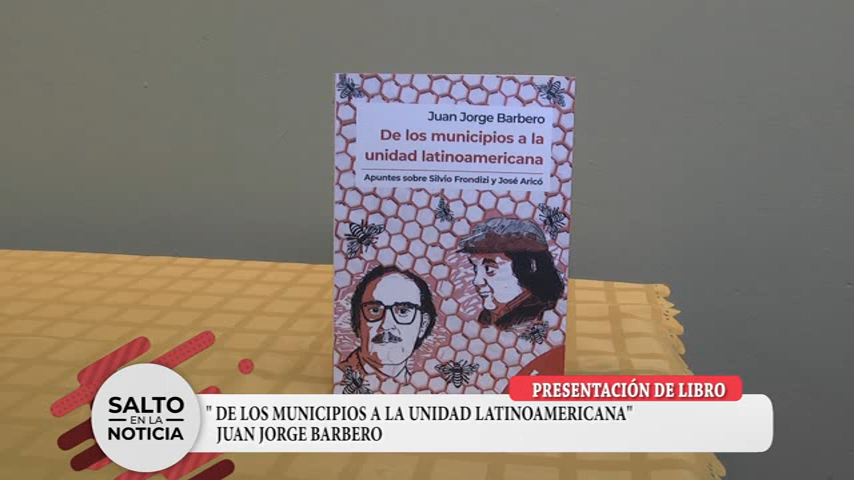 Juan Jorge Barbero
De los municipios a la
unidad latinoamericana
Apuntes sobre Silvio Frondizi y José Aricó
PRESENTACIÓN DE LIBRO
SALTO
EN LA
NOTICIA
" DE LOS MUNICIPIOS A LA UNIDAD LATINOAMERICANA"
JUAN JORGE BARBERO